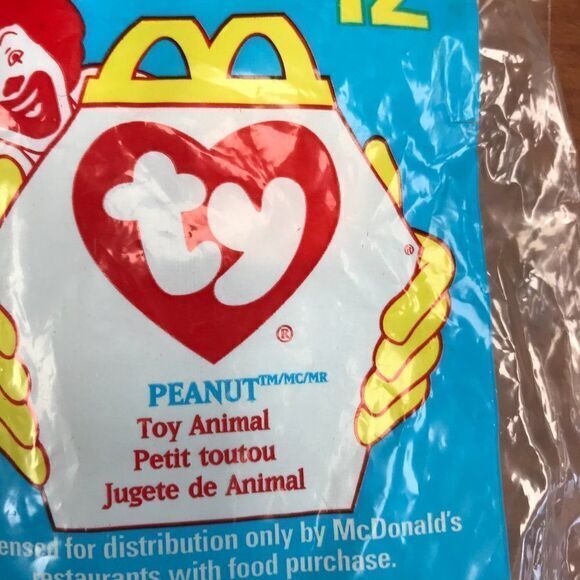 12
ty®
®
PEANUT™/MC/MR
Toy Animal
Petit toutou
Jugete de Animal
ensed for distribution only by McDonald's
restaurants with food purchase.